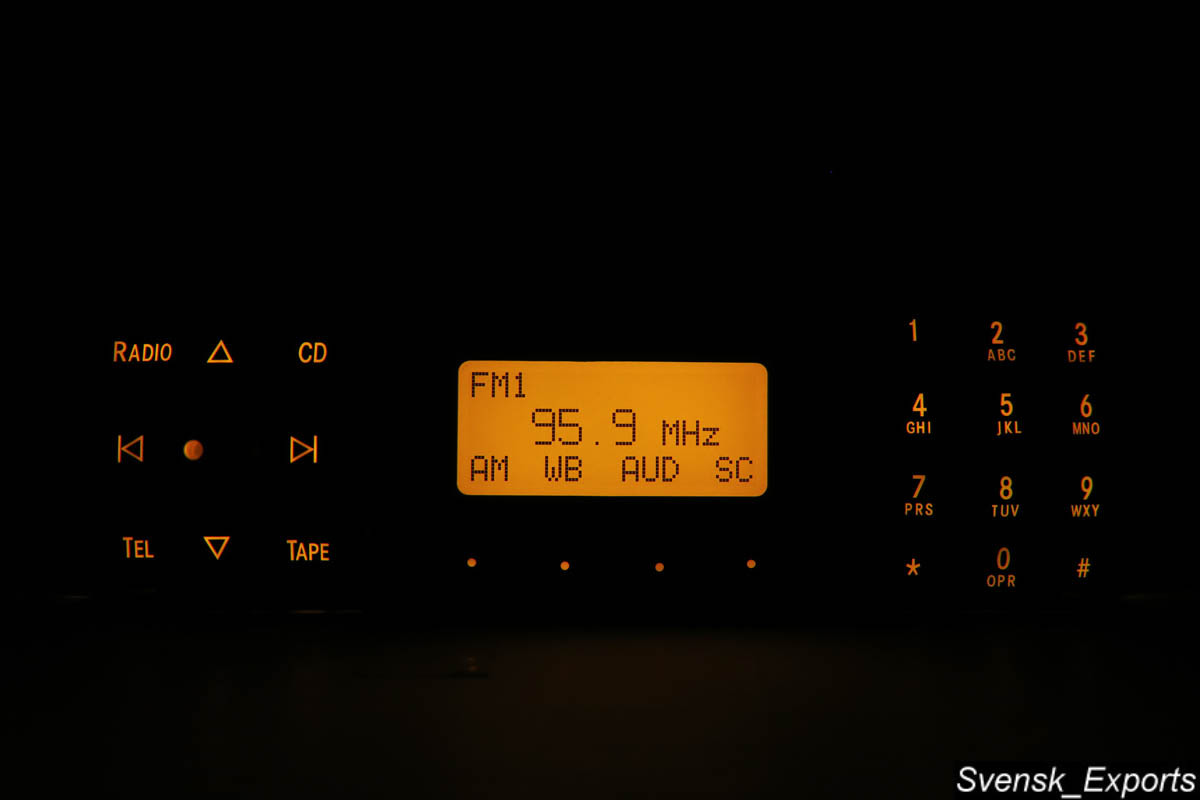 RADIO CD
TEL TAPE
FM1
95.9 MHz
AM WB AUD SC
1 2 3
ABC DEF
4 5 6
GHI JKL MNO
7 8 9
PRS TUV WXY
* 0 #
OPR
Svensk_Exports